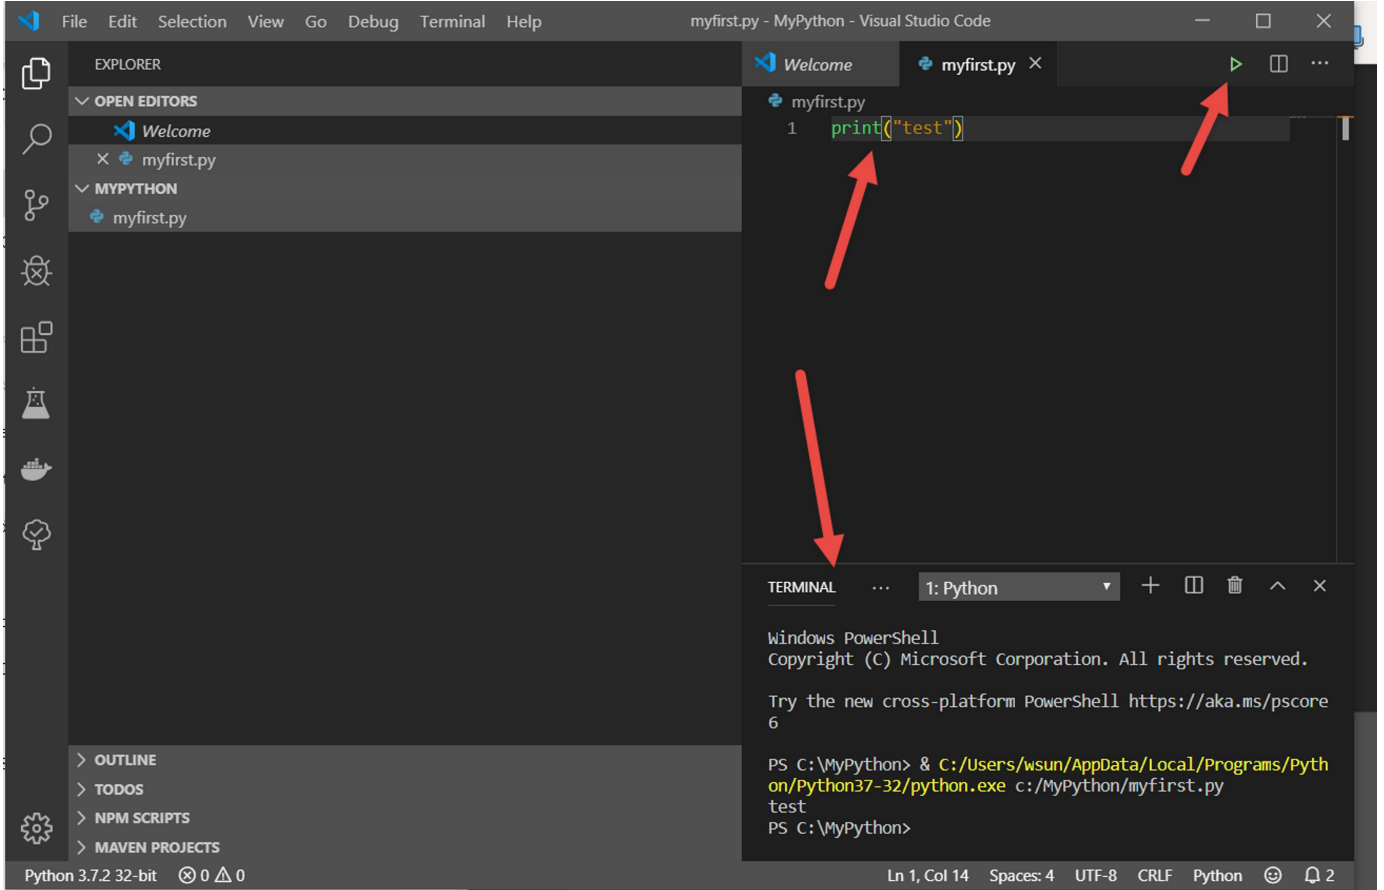 File Edit Selection View Go Debug Terminal Help
myfirst.py - MyPython - Visual Studio Code
EXPLORER
OPEN EDITORS
Welcome
myfirst.py
MYPYTHON
myfirst.py
OUTLINE
TODOS
NPM SCRIPTS
MAVEN PROJECTS
Welcome
myfirst.py
myfirst.py
1 print("test")
TERMINAL ... 1: Python
Windows PowerShell
Copyright (C) Microsoft Corporation. All rights reserved.
Try the new cross-platform PowerShell https://aka.ms/pscore
6
PS C:\MyPython> & C:/Users/wsun/AppData/Local/Programs/Pyth
on/Python37-32/python.exe c:/MyPython/myfirst.py
test
PS C:\MyPython>
Python 3.7.2 32-bit 0 0 Ln 1, Col 14 Spaces: 4 UTF-8 CRLF Python 2